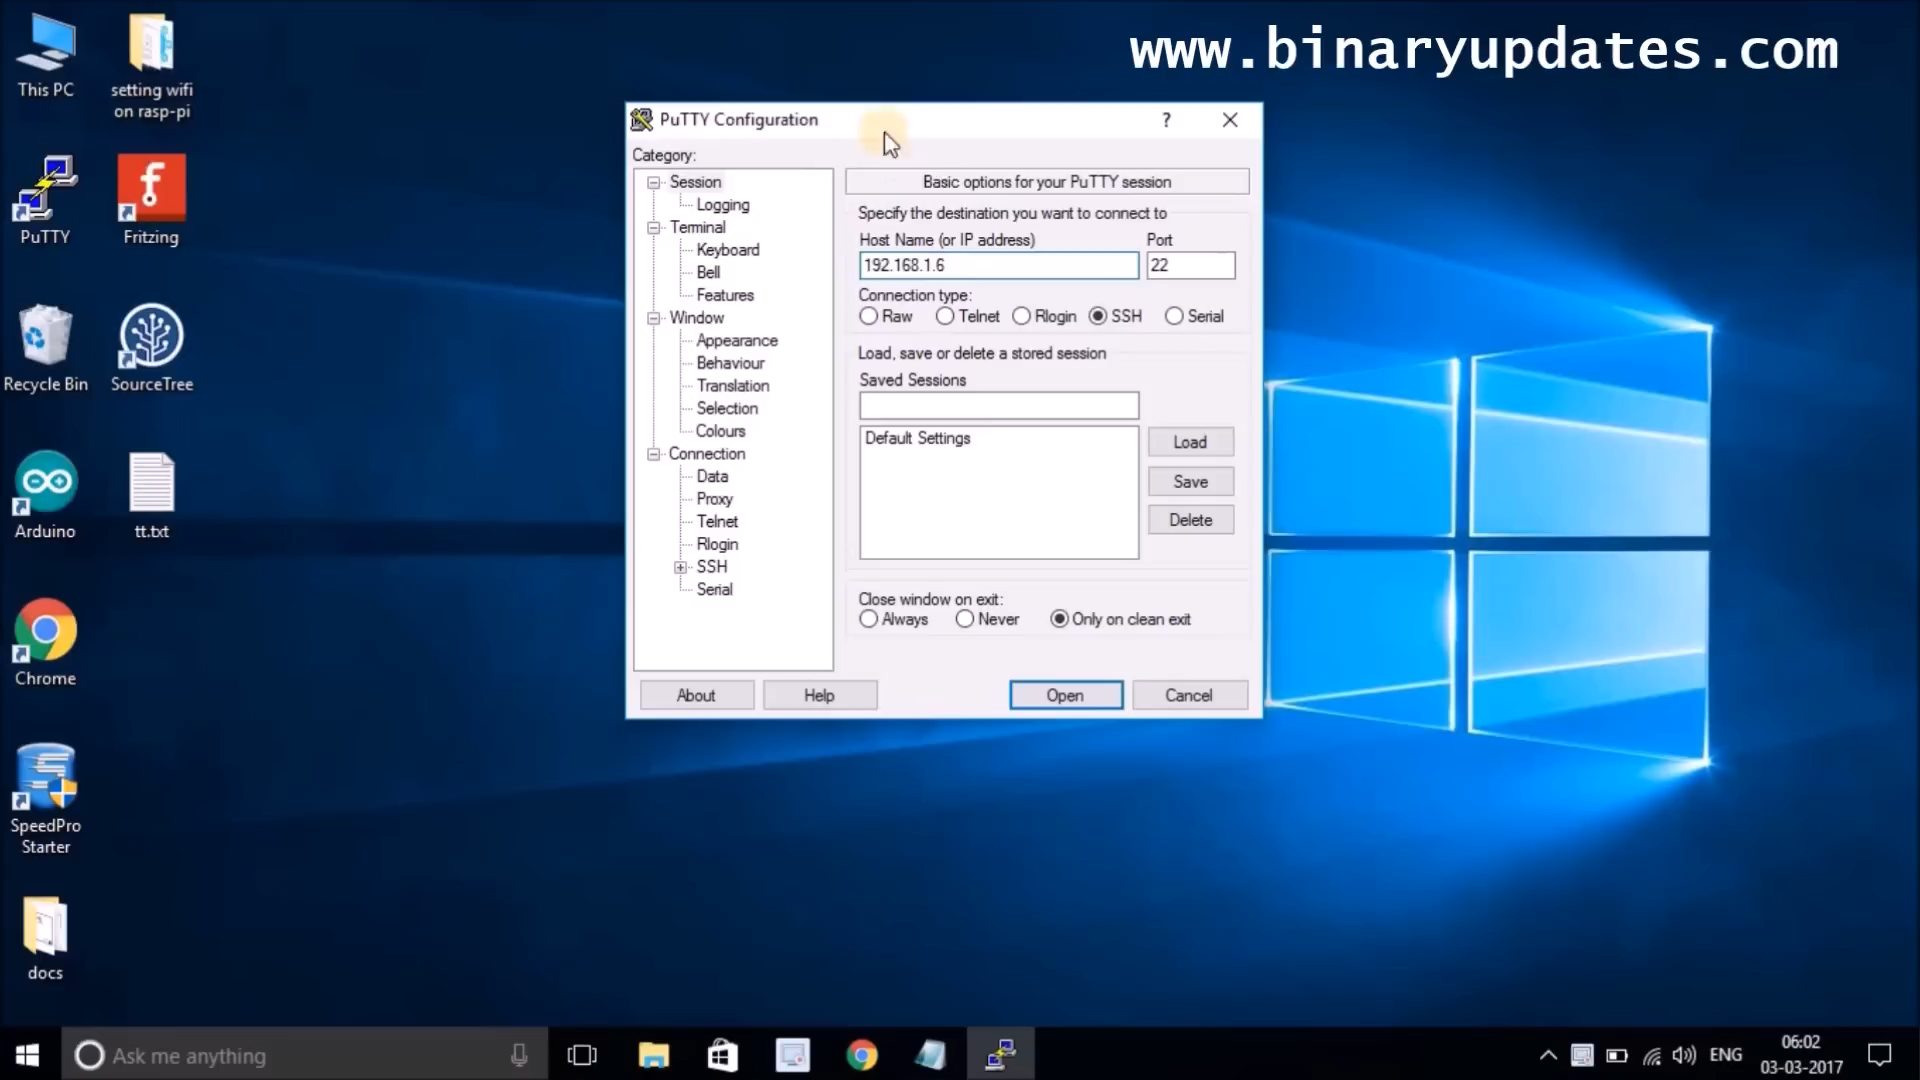 www.binaryupdates.com
This PC
setting wifi
on rasp-pi
PuTTY
Fritzing
Recycle Bin
SourceTree
Arduino
tt.txt
Chrome
SpeedPro
Starter
docs
PuTTY Configuration
?
Category:
Session
Logging
Terminal
Keyboard
Bell
Features
Window
Appearance
Behaviour
Translation
Selection
Colours
Connection
Data
Proxy
Telnet
Rlogin
SSH
Serial
Basic options for your PuTTY session
Specify the destination you want to connect to
Host Name (or IP address) Port
192.168.1.6 22
Connection type:
Raw Telnet Rlogin SSH Serial
Load, save or delete a stored session
Saved Sessions
Default Settings
Load
Save
Delete
Close window on exit:
Always Never Only on clean exit
About Help Open Cancel
Ask me anything
ENG
06:02
03-03-2017